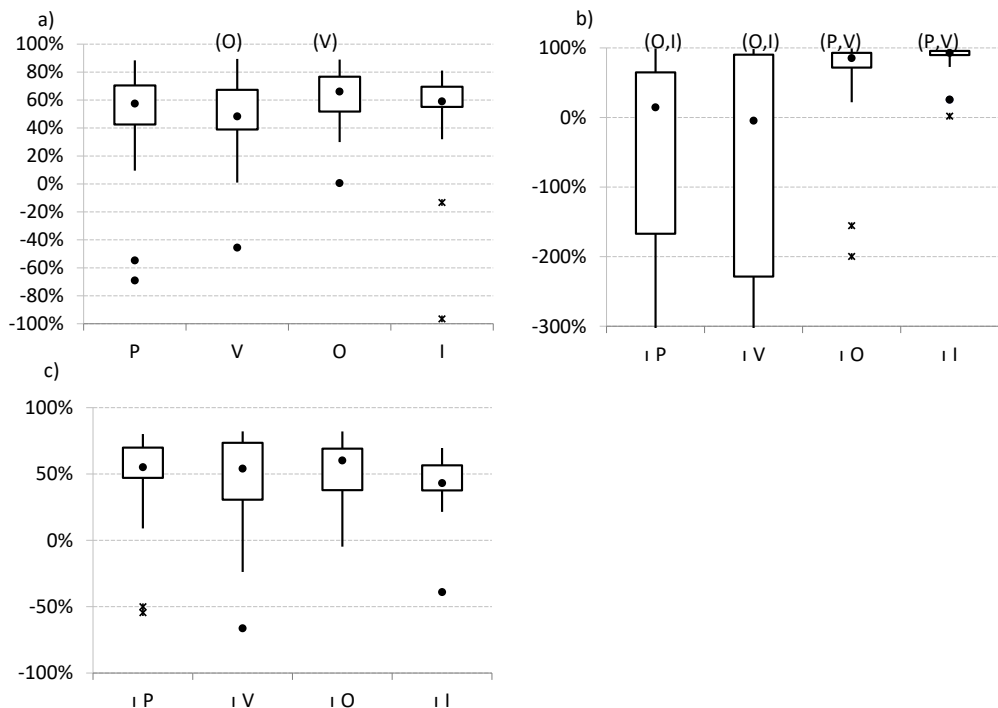 a)
(O) (V)
100%
80%
60%
40%
20%
0%
-20%
-40%
-60%
-80%
-100%
P V O I
b)
(O,I) (O,I) (P,V) (P,V)
100%
0%
-100%
-200%
-300%
ı P ı V ı O ı I
c)
100%
50%
0%
-50%
-100%
ı P ı V ı O ı I